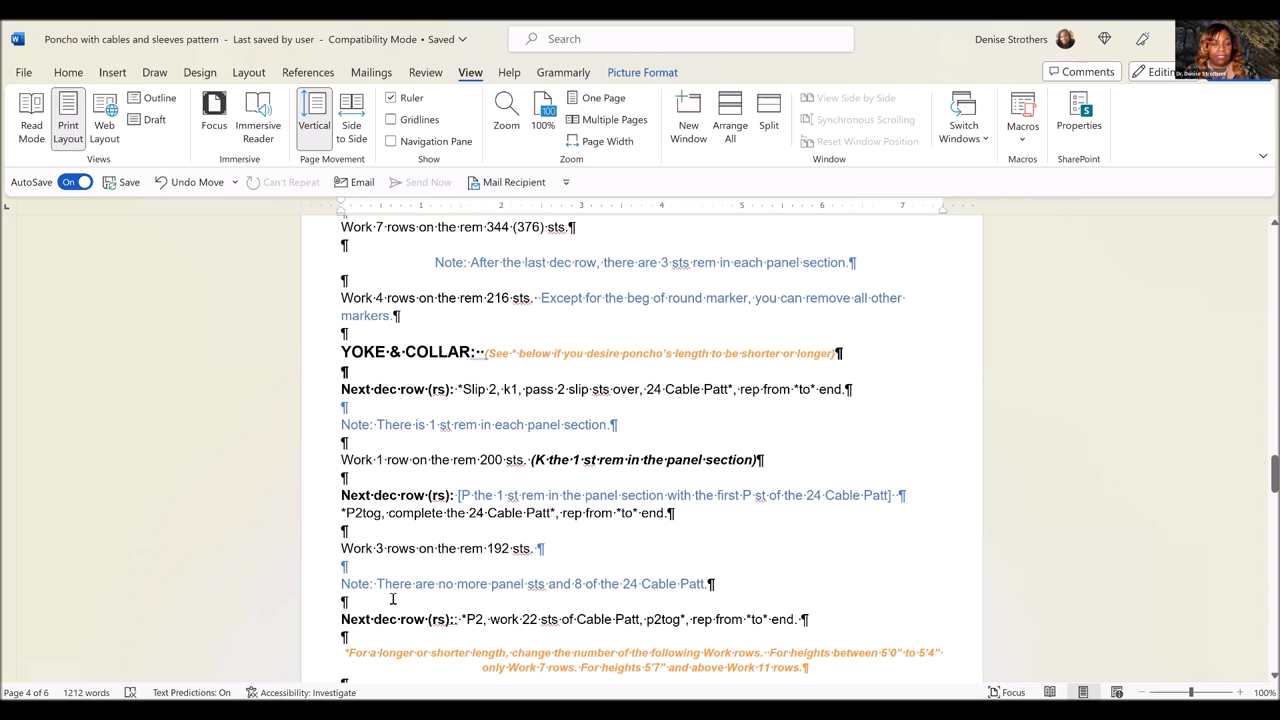 Poncho with cables and sleeves pattern - Last saved by user - Compatibility Mode • Saved
Search
Denise Strothers
Dr. Denise Strothers
File Home Insert Draw Design Layout References Mailings Review View Help Grammarly Picture Format
Comments
Editin
Read Mode
Print Layout
Web Layout
Outline
Draft
Views
Focus
Immersive Reader
Immersive
Vertical
Side to Side
Page Movement
Ruler
Gridlines
Navigation Pane
Show
Zoom
100
100%
One Page
Multiple Pages
Page Width
Zoom
New Window
Arrange All
Split
View Side by Side
Synchronous Scrolling
Reset Window Position
Window
Switch Windows
Macros
Macros
Properties
SharePoint
AutoSave On Save Undo Move Can't Repeat Email Send Now Mail Recipient
1 2 3 4 5 6 7
Work·7·rows·on·the·rem·344·(376)·sts.¶
¶
Note:·After·the·last·dec·row,·there·are·3·sts·rem·in·each·panel·section.¶
¶
Work·4·rows·on·the·rem·216·sts.··Except·for·the·beg·of·round·marker,·you·can·remove·all·other·
markers.¶
¶
YOKE·&·COLLAR:··(See·*·below·if·you·desire·poncho's·length·to·be·shorter·or·longer)¶
¶
Next·dec·row·(rs):·*Slip·2,·k1,·pass·2·slip·sts·over,·24·Cable·Patt*,·rep·from·*to*·end.¶
¶
Note:·There·is·1·st·rem·in·each·panel·section.¶
¶
Work·1·row·on·the·rem·200·sts.·(K·the·1·st·rem·in·the·panel·section)¶
¶
Next·dec·row·(rs):·[P·the·1·st·rem·in·the·panel·section·with·the·first·P·st·of·the·24·Cable·Patt]··¶
*P2tog,·complete·the·24·Cable·Patt*,·rep·from·*to*·end.¶
¶
Work·3·rows·on·the·rem·192·sts.·¶
¶
Note:·There·are·no·more·panel·sts·and·8·of·the·24·Cable·Patt.¶
¶
Next·dec·row·(rs)::·*P2,·work·22·sts·of·Cable·Patt,·p2tog*,·rep·from·*to*·end.·¶
¶
*For·a·longer·or·shorter·length,·change·the·number·of·the·following·Work·rows.··For·heights·between·5'0"·to·5'4"·
only·Work·7·rows.·For·heights·5'7"·and·above·Work·11·rows.¶
Page 4 of 6 1212 words Text Predictions: On Accessibility: Investigate Focus 100%